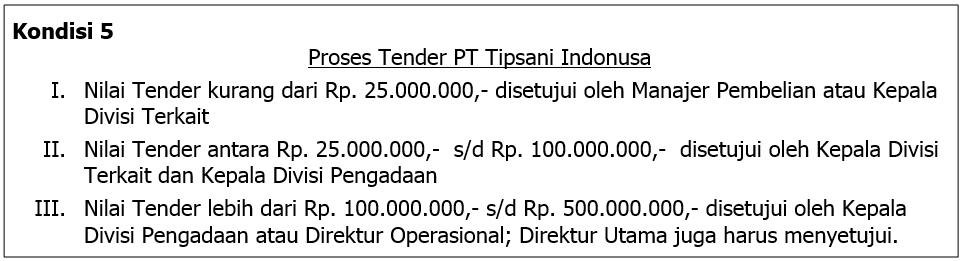 Kondisi 5
Proses Tender PT Tipsani Indonusa
I. Nilai Tender kurang dari Rp. 25.000.000,- disetujui oleh Manajer Pembelian atau Kepala
Divisi Terkait
II. Nilai Tender antara Rp. 25.000.000,- s/d Rp. 100.000.000,- disetujui oleh Kepala Divisi
Terkait dan Kepala Divisi Pengadaan
III. Nilai Tender lebih dari Rp. 100.000.000,- s/d Rp. 500.000.000,- disetujui oleh Kepala
Divisi Pengadaan atau Direktur Operasional; Direktur Utama juga harus menyetujui.